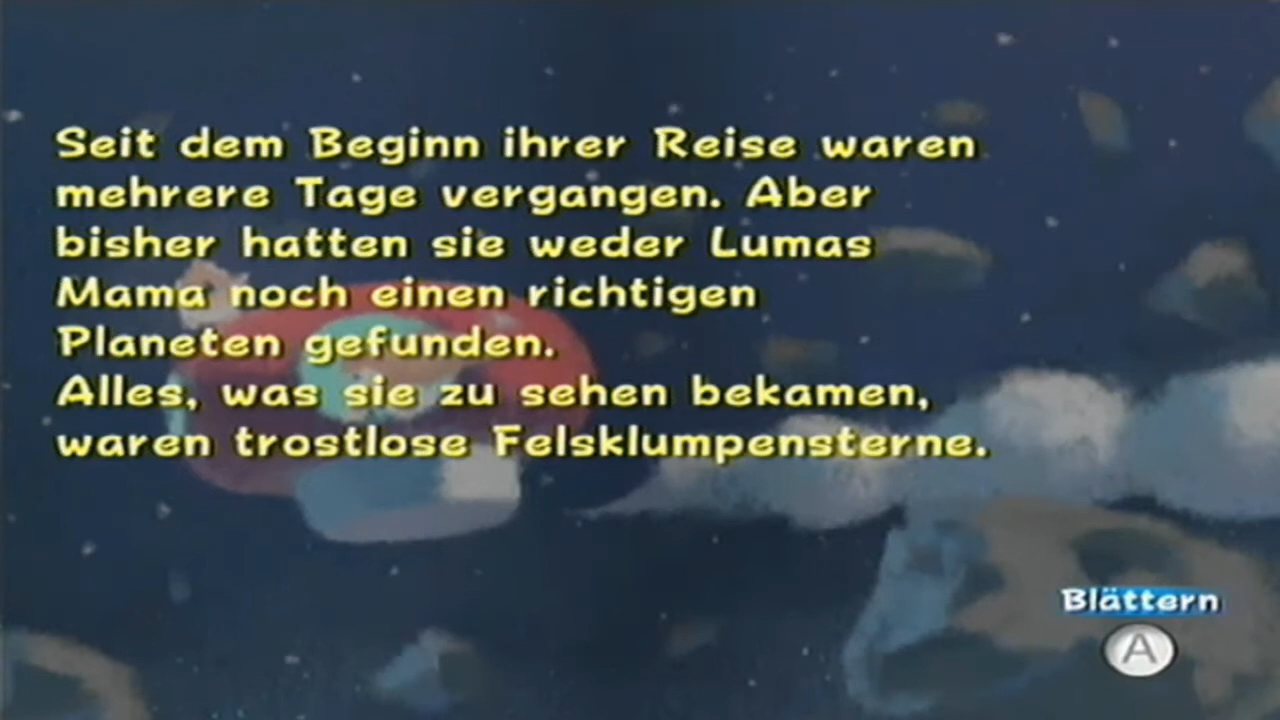 Seit dem Beginn ihrer Reise waren
mehrere Tage vergangen. Aber
bisher hatten sie weder Lumas
Mama noch einen richtigen
Planeten gefunden.
Alles, was sie zu sehen bekamen,
waren trostlose Felsklumpensterne.
Blättern
A